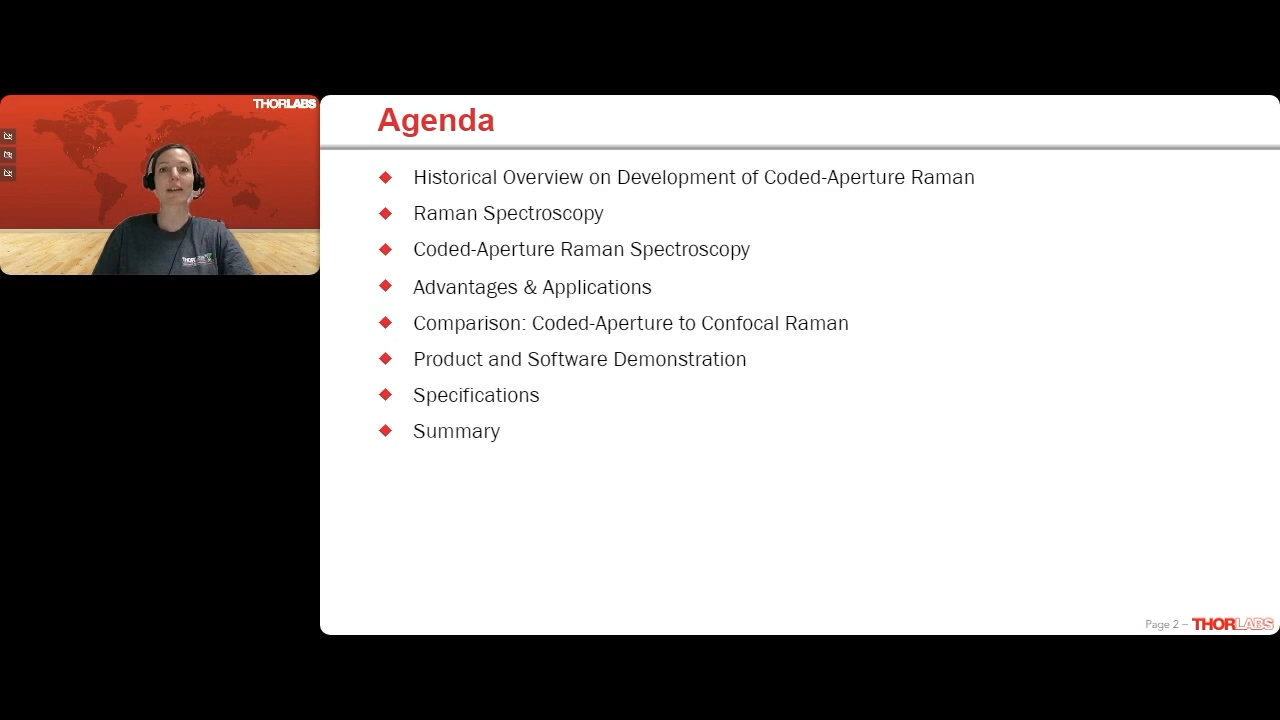 THORLABS
Agenda
Historical Overview on Development of Coded-Aperture Raman
Raman Spectroscopy
Coded-Aperture Raman Spectroscopy
Advantages & Applications
Comparison: Coded-Aperture to Confocal Raman
Product and Software Demonstration
Specifications
Summary
Page 2 – THORLABS